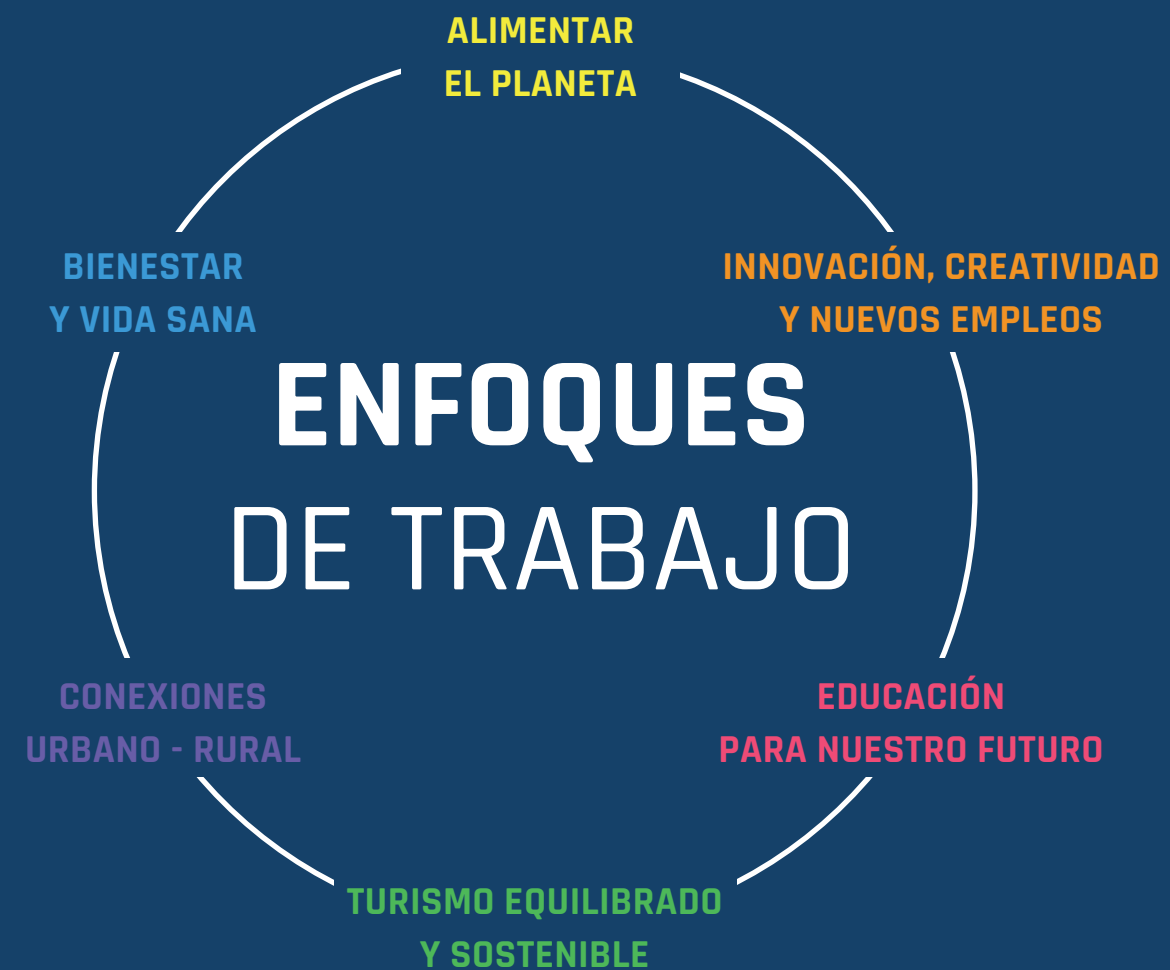 ALIMENTAR
EL PLANETA
BIENESTAR
Y VIDA SANA
INNOVACIÓN, CREATIVIDAD
Y NUEVOS EMPLEOS
ENFOQUES
DE TRABAJO
CONEXIONES
URBANO - RURAL
EDUCACIÓN
PARA NUESTRO FUTURO
TURISMO EQUILIBRADO
Y SOSTENIBLE